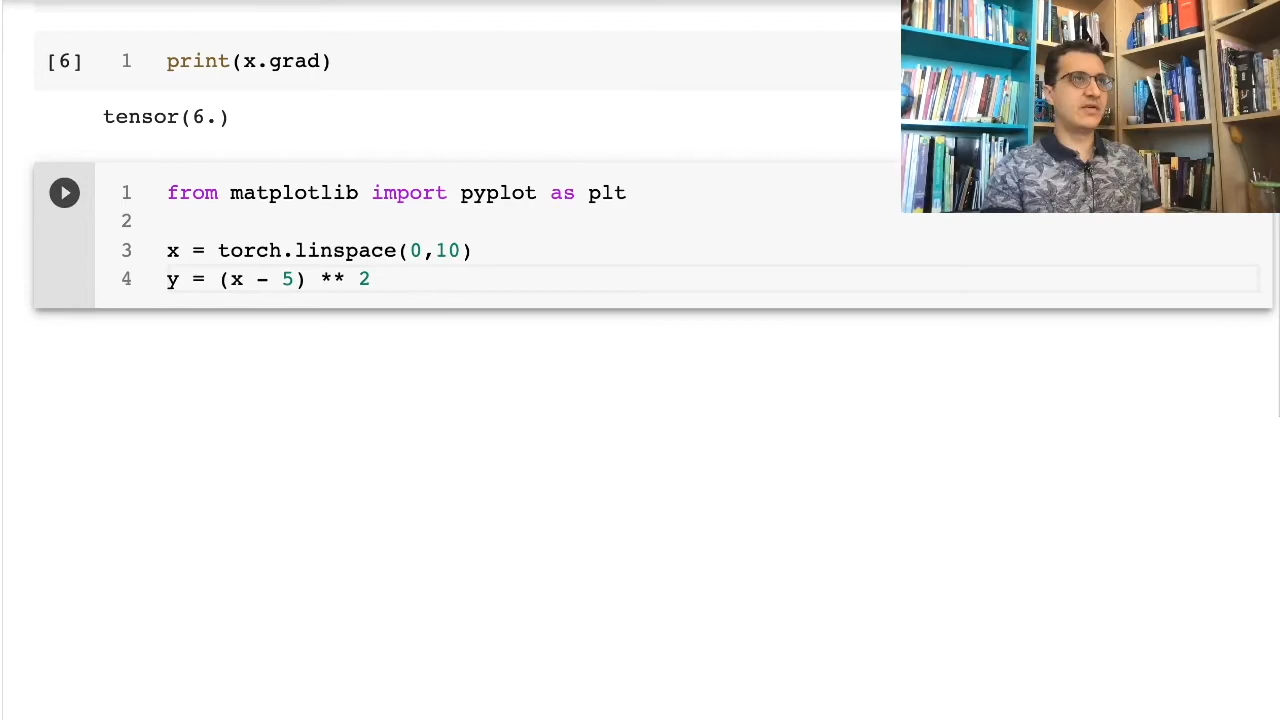 [6] 1 print(x.grad)
tensor(6.)
1 from matplotlib import pyplot as plt
2
3 x = torch.linspace(0,10)
4 y = (x - 5) ** 2